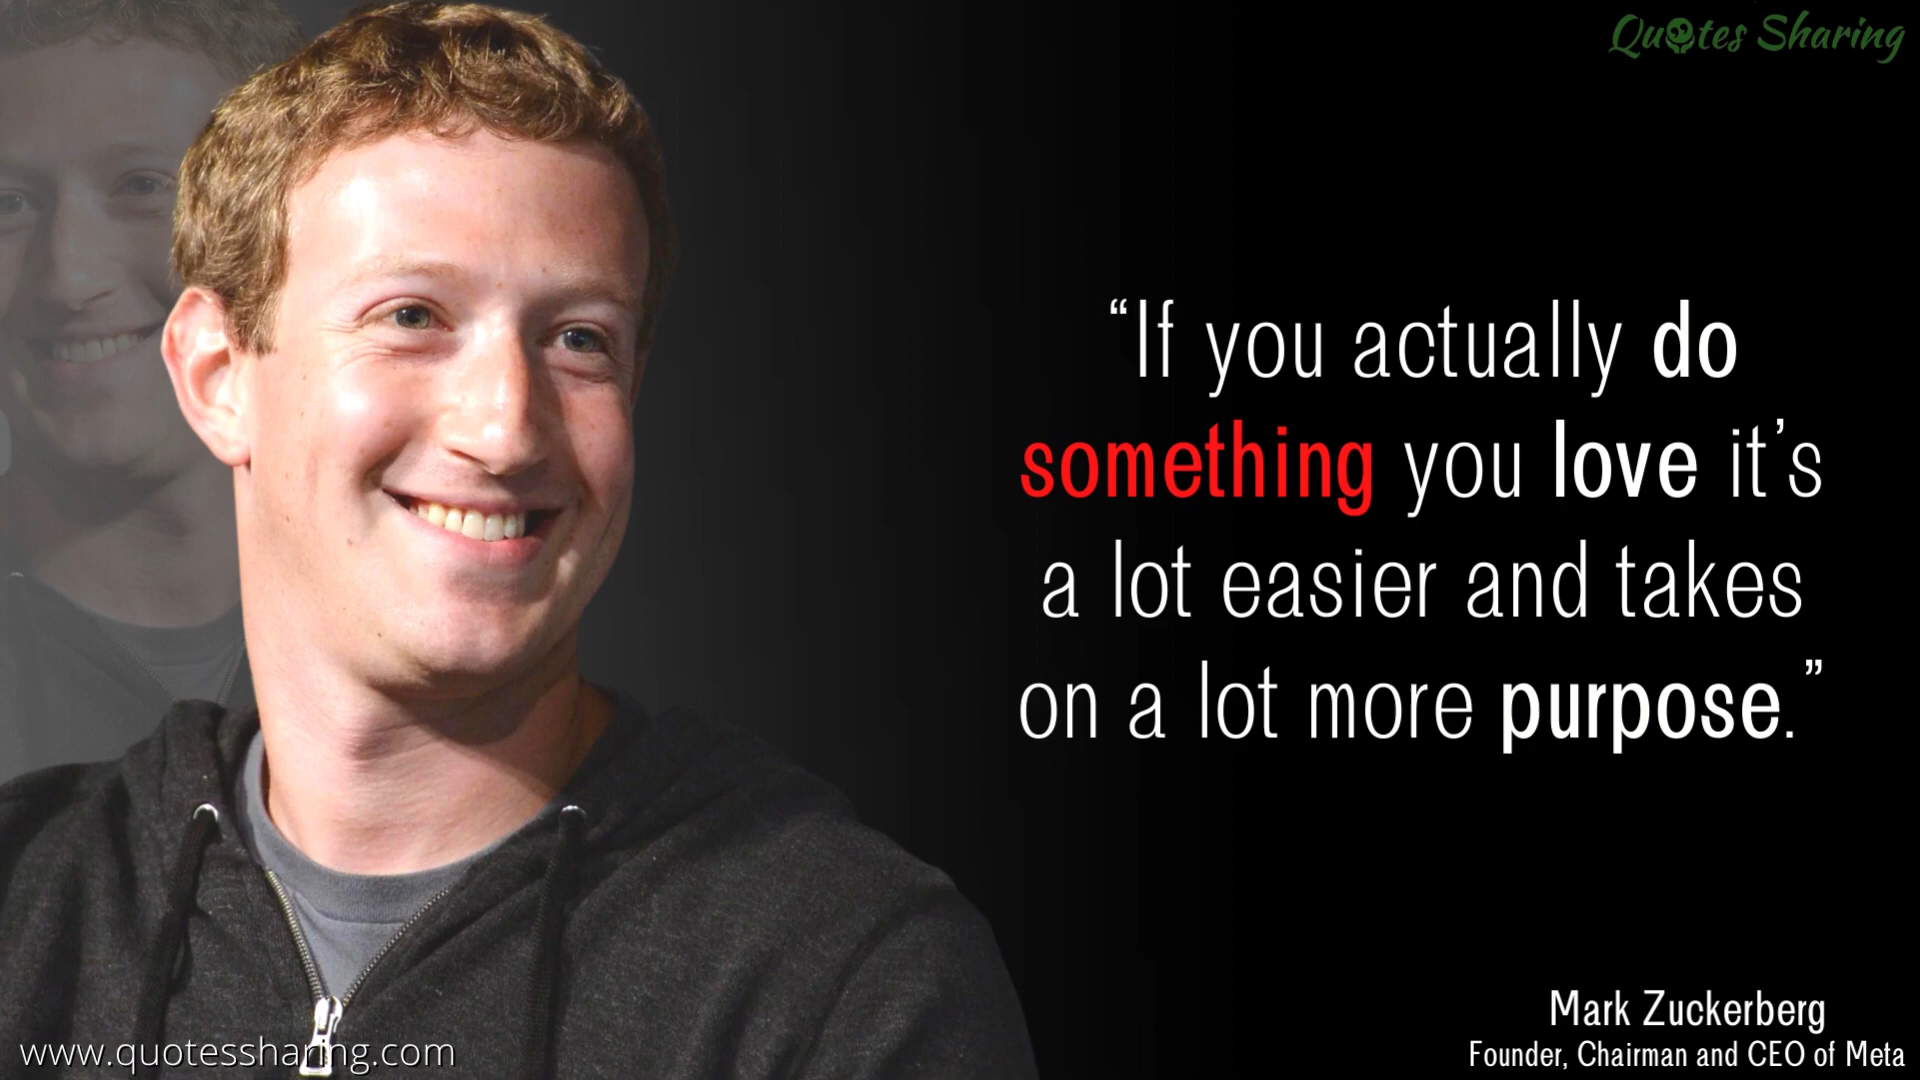 Quotes Sharing
“If you actually do
something you love it’s
a lot easier and takes
on a lot more purpose.”
Mark Zuckerberg
Founder, Chairman and CEO of Meta
www.quotessharing.com